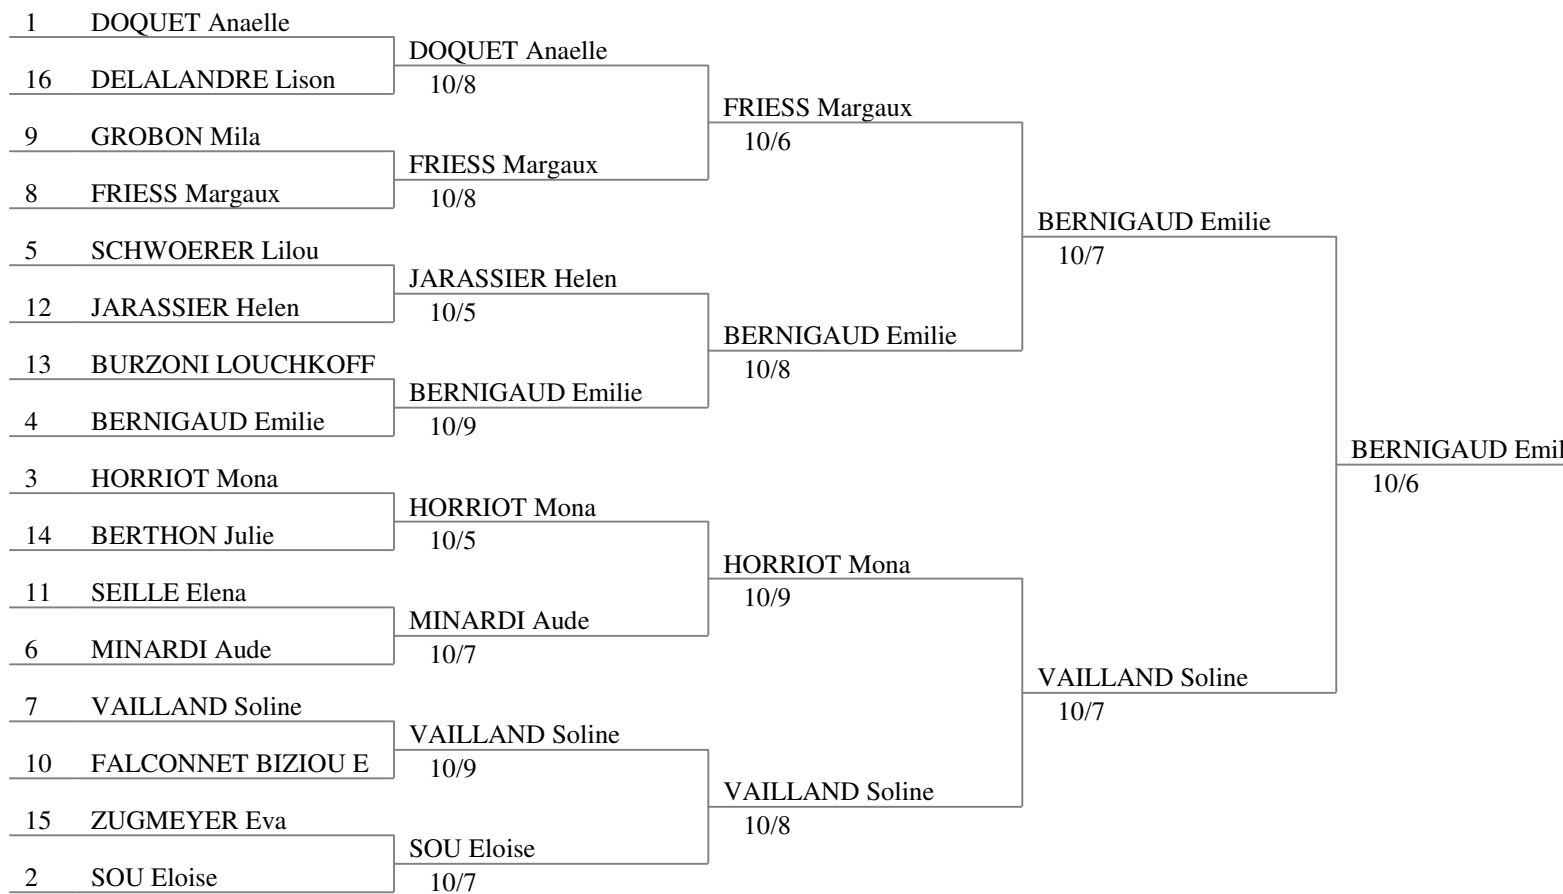 1 DOQUET Anaelle
16 DELALANDRE Lison
9 GROBON Mila
8 FRIESS Margaux
5 SCHWOERER Lilou
12 JARASSIER Helen
13 BURZONI LOUCHKOFF
4 BERNIGAUD Emilie
3 HORRIOT Mona
14 BERTHON Julie
11 SEILLE Elena
6 MINARDI Aude
7 VAILLAND Soline
10 FALCONNET BIZIOU E
15 ZUGMEYER Eva
2 SOU Eloise
DOQUET Anaelle
10/8
FRIESS Margaux
10/8
JARASSIER Helen
10/5
BERNIGAUD Emilie
10/9
HORRIOT Mona
10/5
MINARDI Aude
10/7
VAILLAND Soline
10/9
SOU Eloise
10/7
FRIESS Margaux
10/6
BERNIGAUD Emilie
10/8
HORRIOT Mona
10/9
VAILLAND Soline
10/8
BERNIGAUD Emilie
10/7
VAILLAND Soline
10/7
BERNIGAUD Emil
10/6